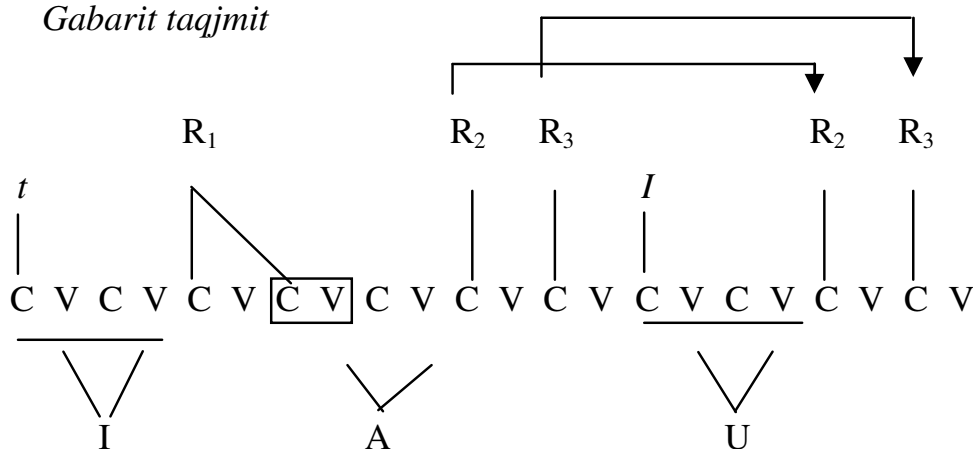 Gabarit taqjmit
R₁ R₂ R₃ R₂ R₃
t I
C V C V C V C V C V C V C V C V C V C V C V
I A U